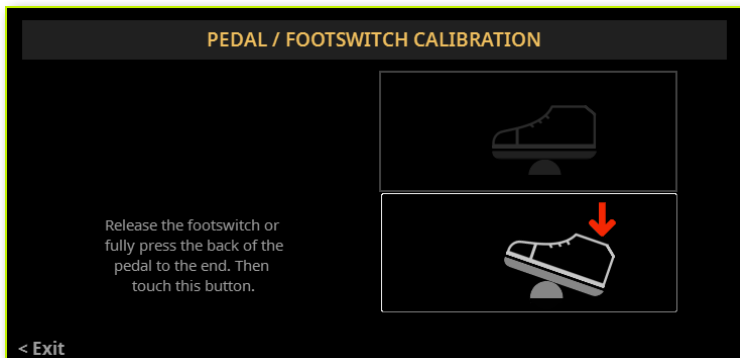 PEDAL / FOOTSWITCH CALIBRATION
Release the footswitch or
fully press the back of the
pedal to the end. Then
touch this button.
< Exit